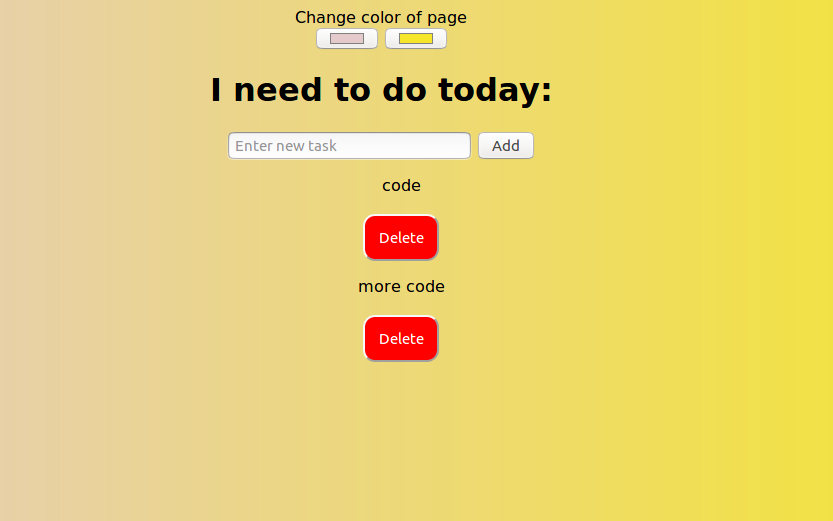 Change color of page
I need to do today:
Enter new task Add
code
Delete
more code
Delete